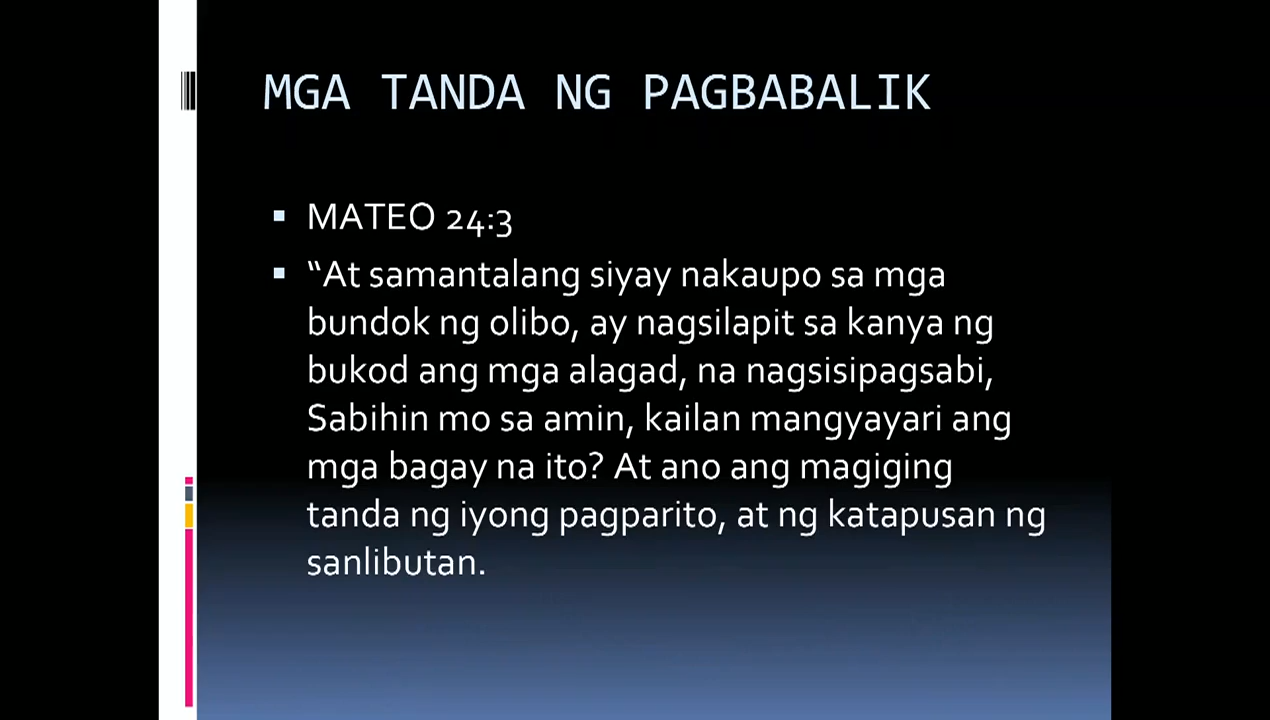 MGA TANDA NG PAGBABALIK
MATEO 24:3
“At samantalang siyay nakaupo sa mga
bundok ng olibo, ay nagsilapit sa kanya ng
bukod ang mga alagad, na nagsisipagsabi,
Sabihin mo sa amin, kailan mangyayari ang
mga bagay na ito? At ano ang magiging
tanda ng iyong pagparito, at ng katapusan ng
sanlibutan.